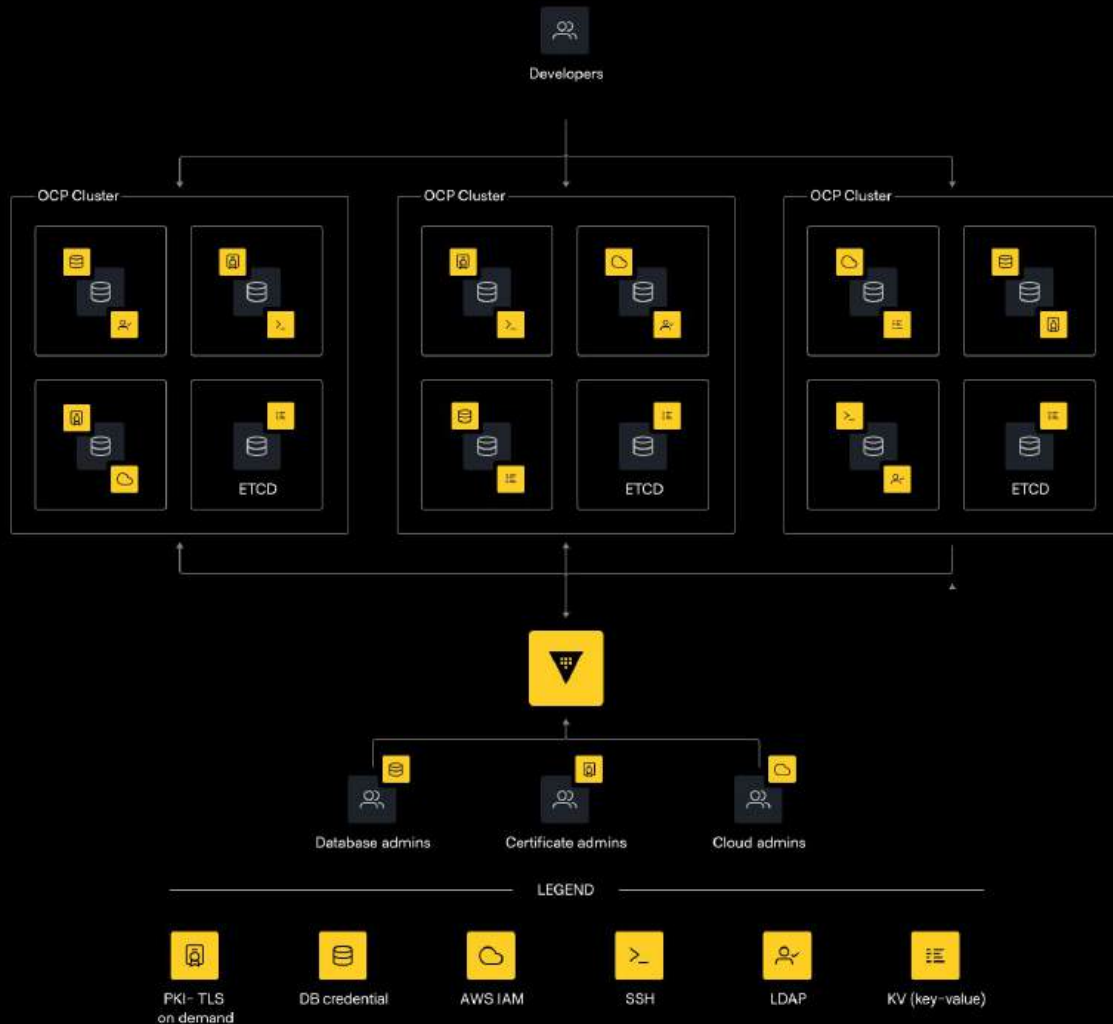 Developers
OCP Cluster
OCP Cluster
OCP Cluster
ETCD
ETCD
ETCD
Database admins
Certificate admins
Cloud admins
LEGEND
PKI- TLS
on demand
DB credential
AWS IAM
SSH
LDAP
KV (key-value)